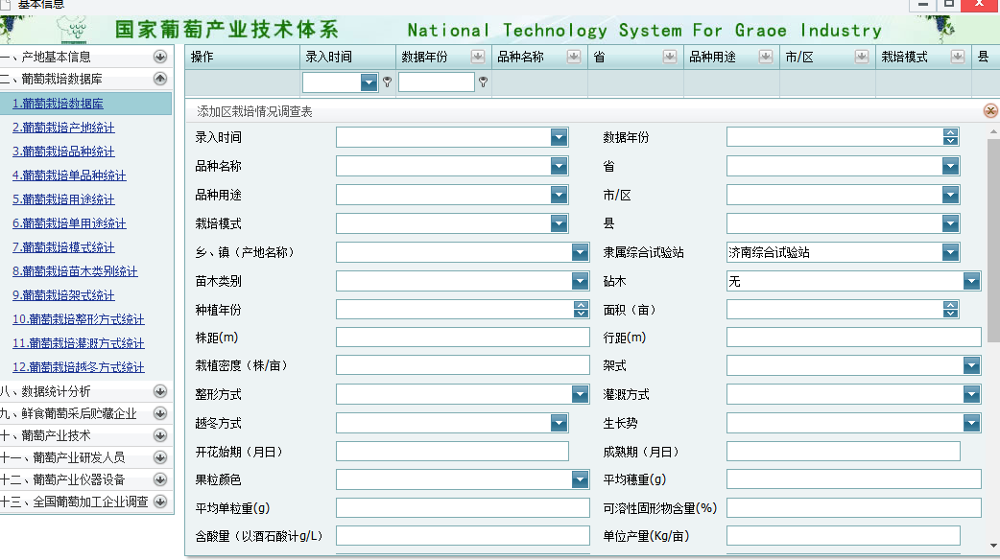 基本信息
国家葡萄产业技术体系 National Technology System For Graoe Industry
一、产地基本信息
二、葡萄栽培数据库
1.葡萄栽培数据库
2.葡萄栽培产地统计
3.葡萄栽培品种统计
4.葡萄栽培单品种统计
5.葡萄栽培用途统计
6.葡萄栽培单用途统计
7.葡萄栽培模式统计
8.葡萄栽培苗木类别统计
9.葡萄栽培架式统计
10.葡萄栽培整形方式统计
11.葡萄栽培灌溉方式统计
12.葡萄栽培越冬方式统计
八、数据统计分析
九、鲜食葡萄采后贮藏企业
十、葡萄产业技术
十一、葡萄产业研发人员
十二、葡萄产业仪器设备
十三、全国葡萄加工企业调查
操作 录入时间 数据年份 品种名称 省 品种用途 市/区 栽培模式 县
添加区栽培情况调查表
录入时间 数据年份
品种名称 省
品种用途 市/区
栽培模式 县
乡、镇（产地名称） 隶属综合试验站 济南综合试验站
苗木类别 砧木 无
种植年份 面积（亩）
株距(m) 行距(m)
栽植密度（株/亩） 架式
整形方式 灌溉方式
越冬方式 生长势
开花始期（月日） 成熟期（月日）
果粒颜色 平均穗重(g)
平均单粒重(g) 可溶性固形物含量(%)
含酸量（以酒石酸计g/L） 单位产量(Kg/亩)